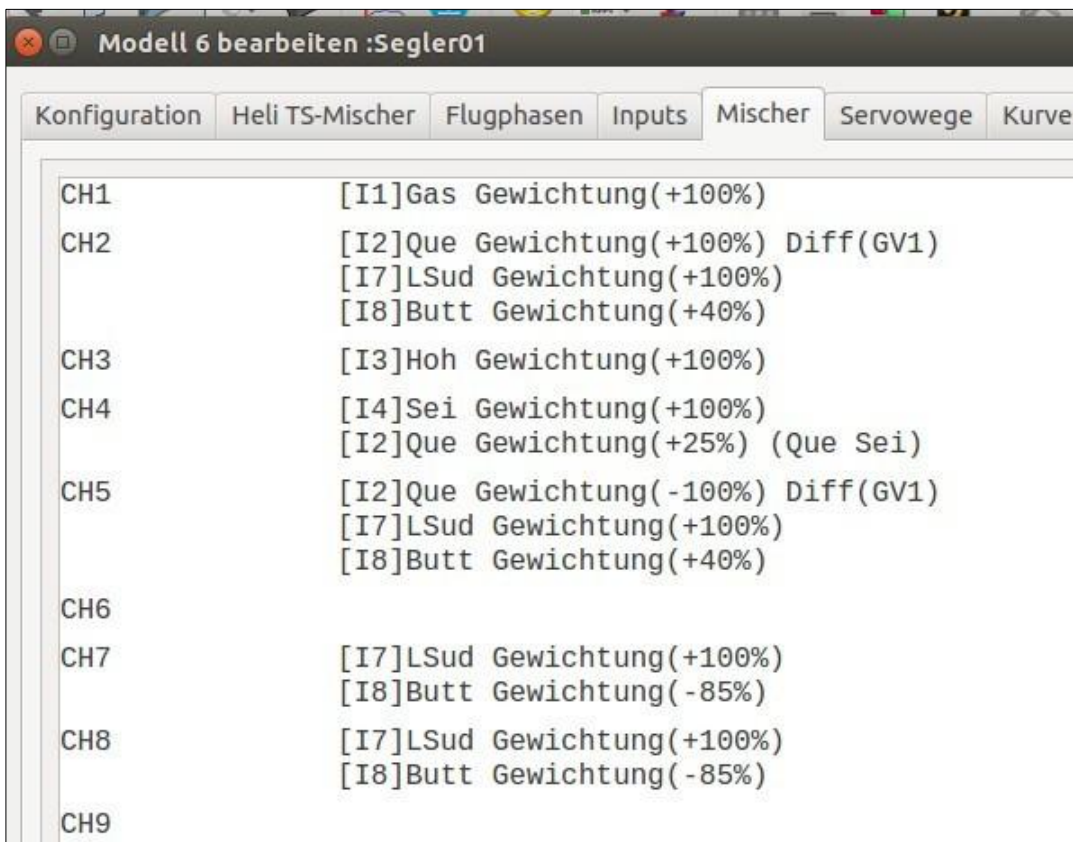 Modell 6 bearbeiten :Segler01
Konfiguration Heli TS-Mischer Flugphasen Inputs Mischer Servowege Kurve
CH1 [I1]Gas Gewichtung(+100%)
CH2 [I2]Que Gewichtung(+100%) Diff(GV1)
[I7]LSud Gewichtung(+100%)
[I8]Butt Gewichtung(+40%)
CH3 [I3]Hoh Gewichtung(+100%)
CH4 [I4]Sei Gewichtung(+100%)
[I2]Que Gewichtung(+25%) (Que Sei)
CH5 [I2]Que Gewichtung(-100%) Diff(GV1)
[I7]LSud Gewichtung(+100%)
[I8]Butt Gewichtung(+40%)
CH6
CH7 [I7]LSud Gewichtung(+100%)
[I8]Butt Gewichtung(-85%)
CH8 [I7]LSud Gewichtung(+100%)
[I8]Butt Gewichtung(-85%)
CH9